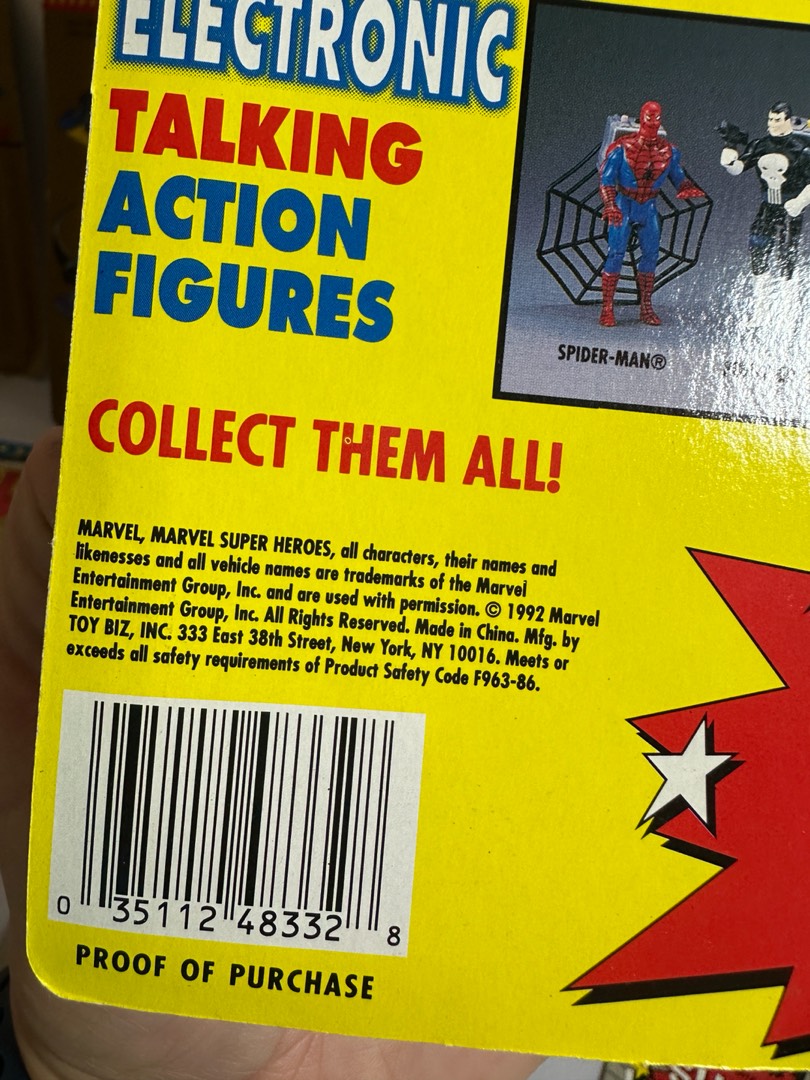 ELECTRONIC
TALKING
ACTION
FIGURES
SPIDER-MAN®
COLLECT THEM ALL!
MARVEL, MARVEL SUPER HEROES, all characters, their names and
likenesses and all vehicle names are trademarks of the Marvel
Entertainment Group, Inc. and are used with permission. © 1992 Marvel
Entertainment Group, Inc. All Rights Reserved. Made in China. Mfg. by
TOY BIZ, INC. 333 East 38th Street, New York, NY 10016. Meets or
exceeds all safety requirements of Product Safety Code F963-86.
0 35112 48332 8
PROOF OF PURCHASE